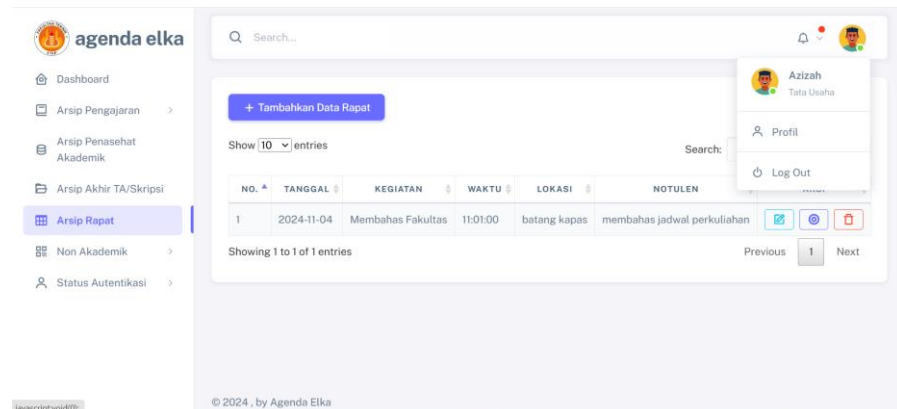 agenda elka
Search...
Azizah
Tata Usaha
Profil
Log Out
Dashboard
Arsip Pengajaran
Arsip Penasehat
Akademik
Arsip Akhir TA/Skripsi
Arsip Rapat
Non Akademik
Status Autentikasi
+ Tambahkan Data Rapat
Show 10 entries
Search:
NO. TANGGAL KEGIATAN WAKTU LOKASI NOTULEN
1 2024-11-04 Membahas Fakultas 11:01:00 batang kapas membahas jadwal perkuliahan
Showing 1 to 1 of 1 entries
Previous 1 Next
© 2024 , by Agenda Elka